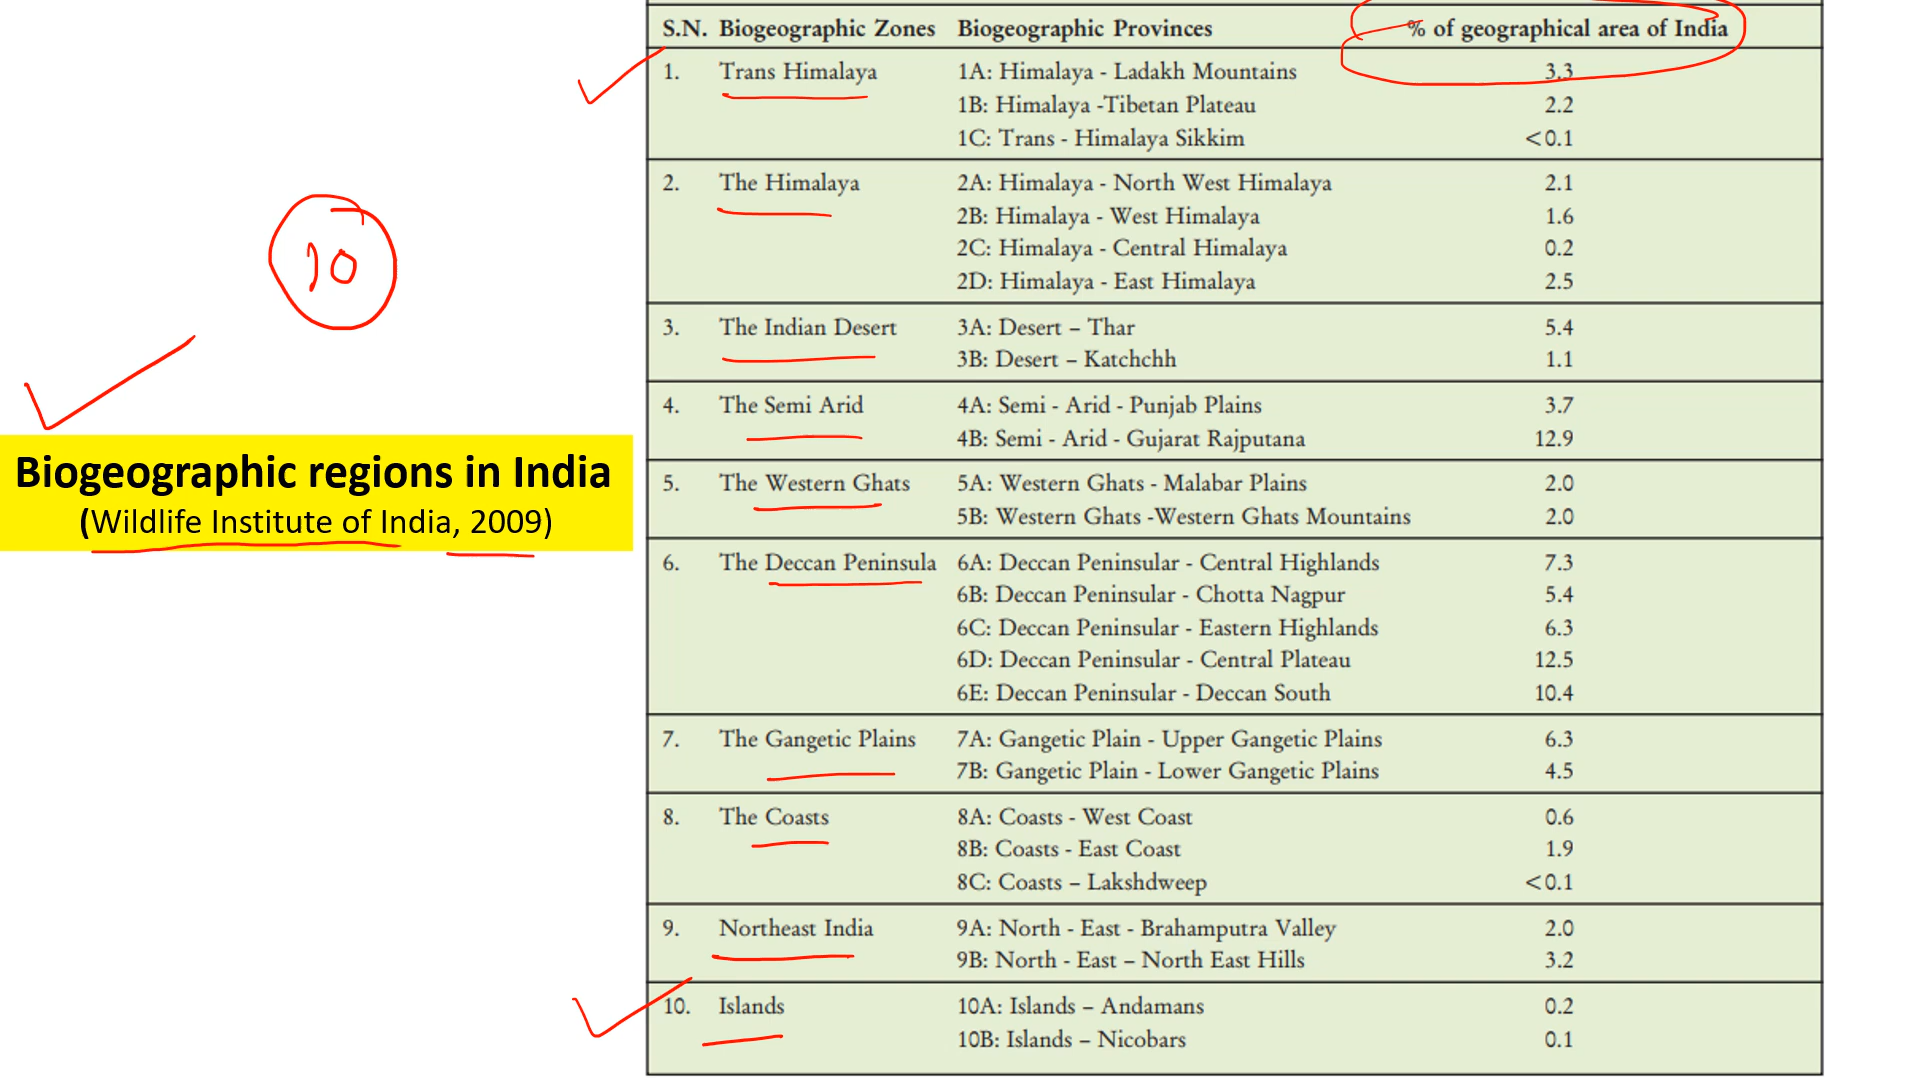 S.N. Biogeographic Zones Biogeographic Provinces % of geographical area of India
1. Trans Himalaya 1A: Himalaya - Ladakh Mountains 3.3
1B: Himalaya -Tibetan Plateau 2.2
1C: Trans - Himalaya Sikkim <0.1
2. The Himalaya 2A: Himalaya - North West Himalaya 2.1
2B: Himalaya - West Himalaya 1.6
2C: Himalaya - Central Himalaya 0.2
2D: Himalaya - East Himalaya 2.5
3. The Indian Desert 3A: Desert – Thar 5.4
3B: Desert – Katchchh 1.1
4. The Semi Arid 4A: Semi - Arid - Punjab Plains 3.7
4B: Semi - Arid - Gujarat Rajputana 12.9
5. The Western Ghats 5A: Western Ghats - Malabar Plains 2.0
5B: Western Ghats -Western Ghats Mountains 2.0
6. The Deccan Peninsula 6A: Deccan Peninsular - Central Highlands 7.3
6B: Deccan Peninsular - Chotta Nagpur 5.4
6C: Deccan Peninsular - Eastern Highlands 6.3
6D: Deccan Peninsular - Central Plateau 12.5
6E: Deccan Peninsular - Deccan South 10.4
7. The Gangetic Plains 7A: Gangetic Plain - Upper Gangetic Plains 6.3
7B: Gangetic Plain - Lower Gangetic Plains 4.5
8. The Coasts 8A: Coasts - West Coast 0.6
8B: Coasts - East Coast 1.9
8C: Coasts – Lakshdweep <0.1
9. Northeast India 9A: North - East - Brahamputra Valley 2.0
9B: North - East – North East Hills 3.2
10. Islands 10A: Islands – Andamans 0.2
10B: Islands – Nicobars 0.1
10
Biogeographic regions in India
(Wildlife Institute of India, 2009)